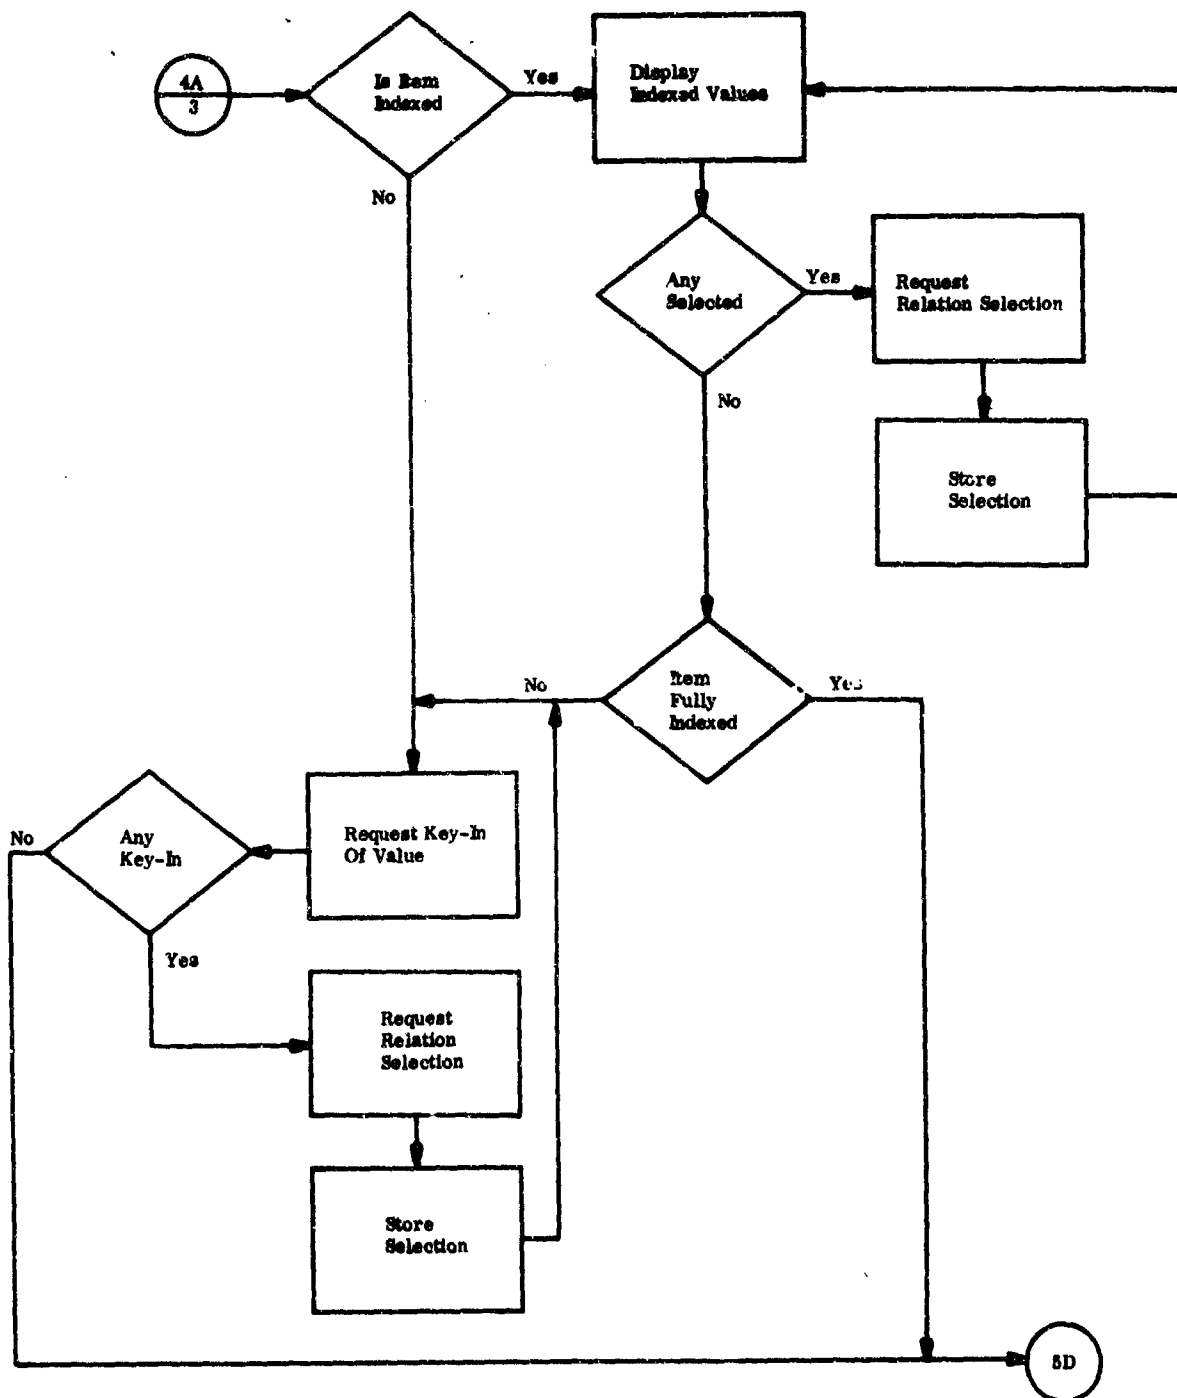 4A
3
Is Item
Indexed
Yes
Display
Indexed Values
No
Any
Selected
Yes
Request
Relation Selection
No
Store
Selection
Item
Fully
Indexed
No
Yes
Request Key-In
Of Value
Any
Key-In
No
Yes
Request
Relation
Selection
Store
Selection
5D